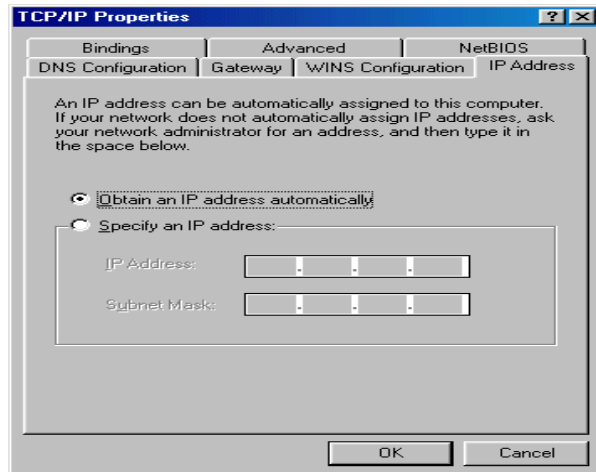 TCP/IP Properties
Bindings Advanced NetBIOS
DNS Configuration Gateway WINS Configuration IP Address
An IP address can be automatically assigned to this computer.
If your network does not automatically assign IP addresses, ask
your network administrator for an address, and then type it in
the space below.
Obtain an IP address automatically
Specify an IP address:
IP Address:
Subnet Mask:
OK Cancel